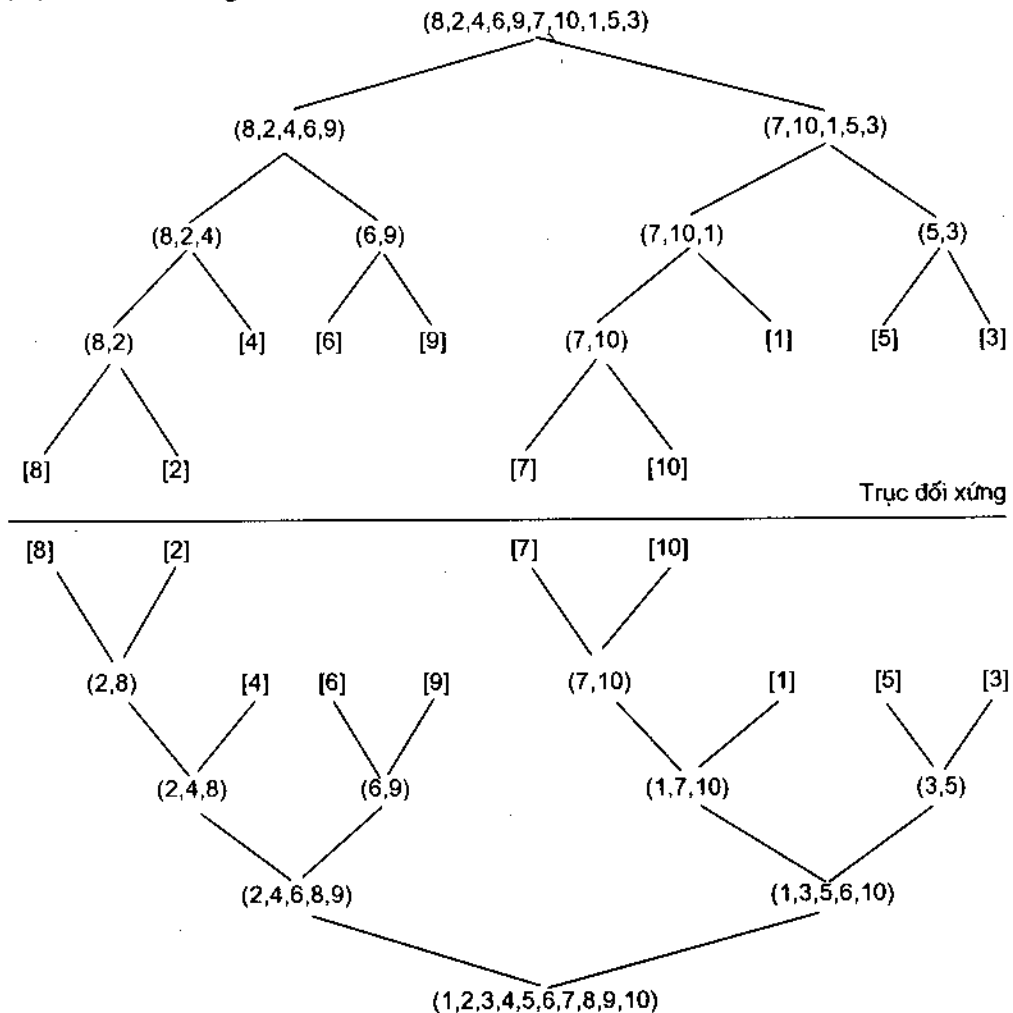 (8,2,4,6,9,7,10,1,5,3)
(8,2,4,6,9) (7,10,1,5,3)
(8,2,4) (6,9) (7,10,1) (5,3)
(8,2) [4] [6] [9] (7,10) [1] [5] [3]
[8] [2] [7] [10]
Trục đối xứng
[8] [2] [7] [10]
(2,8) [4] [6] [9] (7,10) [1] [5] [3]
(2,4,8) (6,9) (1,7,10) (3,5)
(2,4,6,8,9) (1,3,5,6,10)
(1,2,3,4,5,6,7,8,9,10)